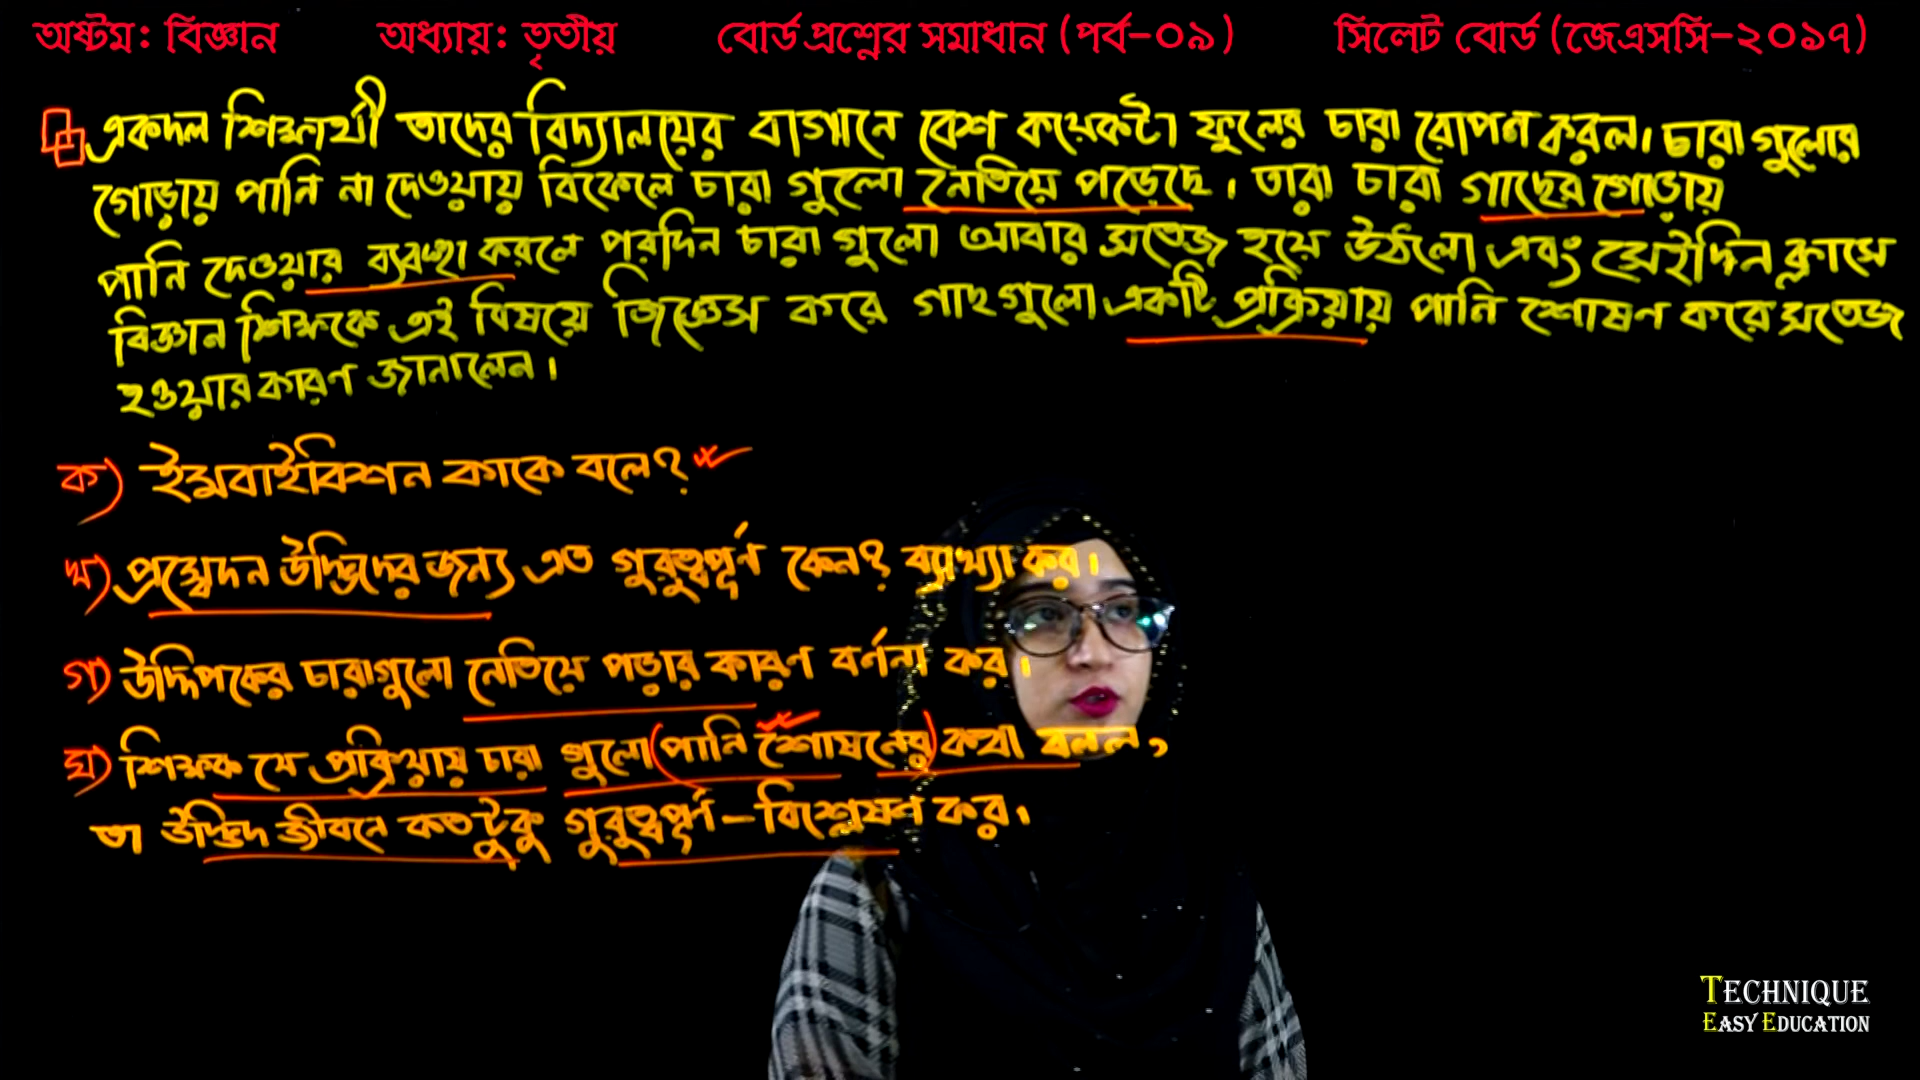 অষ্টম: বিজ্ঞান অধ্যায়: তৃতীয় বোর্ড প্রশ্নের সমাধান (পর্ব-০৯) সিলেট বোর্ড (জেএসসি-২০১৭)
একদল শিক্ষার্থী তাদের বিদ্যালয়ের বাগানে বেশ কয়েকটা ফুলের চারা রোপন করল। চারা গুলোর
গোড়ায় পানি না দেওয়ায় বিকেলে চারা গুলো নেতিয়ে পড়েছে। তারা চারা গাছের গোড়ায়
পানি দেওয়ার ব্যবস্থা করলে পরদিন চারা গুলো আবার সতেজ হয়ে উঠলো এবং সেইদিন ক্লাসে
বিজ্ঞান শিক্ষককে এই বিষয়ে জিজ্ঞেস করে গাছগুলো একটি প্রক্রিয়ায় পানি শোষণ করে সতেজ
হওয়ার কারণ জানালেন।
ক) ইমবাইবিশন কাকে বলে?
খ) প্রস্বেদন উদ্ভিদের জন্য এত গুরুত্বপূর্ণ কেন? ব্যাখ্যা কর।
গ) উদ্দিপকের চারাগুলো নেতিয়ে পড়ার কারণ বর্ণনা কর।
ঘ) শিক্ষক যে প্রক্রিয়ায় চারা গুলো (পানি শোষনের) কথা বলল,
তা উদ্ভিদ জীবনে কতটুকু গুরুত্বপূর্ণ - বিশ্লেষণ কর।
TECHNIQUE
EASY EDUCATION